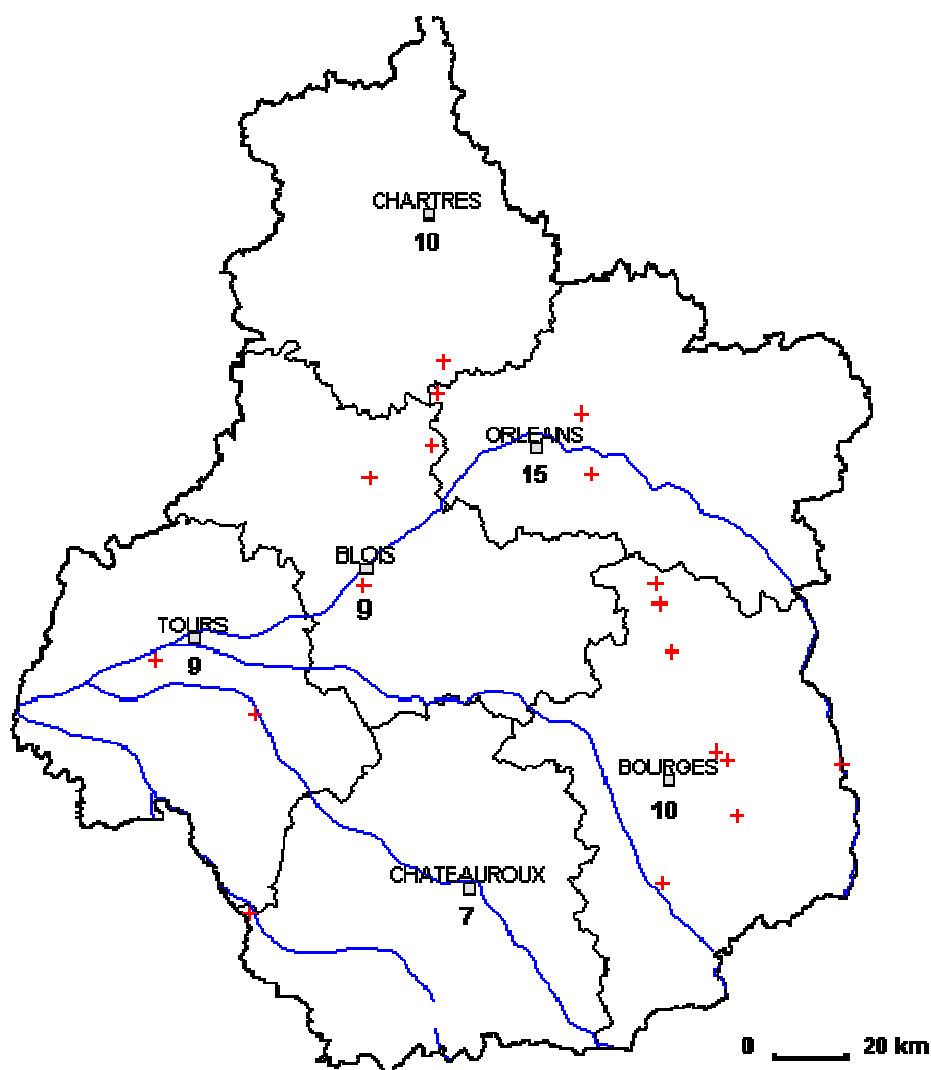 CHARTRES
10
ORLEANS
15
BLOIS
9
TOURS
9
BOURGES
10
CHATEAUROUX
7
0 20 km